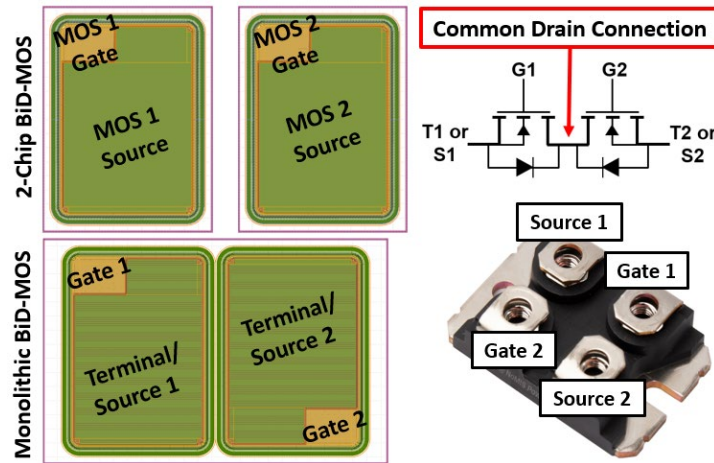 2-Chip BiD-MOS
MOS 1
Gate
MOS 1
Source
MOS 2
Gate
MOS 2
Source
Common Drain Connection
G1
G2
T1 or
S1
T2 or
S2
Monolithic BiD-MOS
Gate 1
Terminal/
Source 1
Terminal/
Source 2
Gate 2
Source 1
Gate 1
Gate 2
Source 2